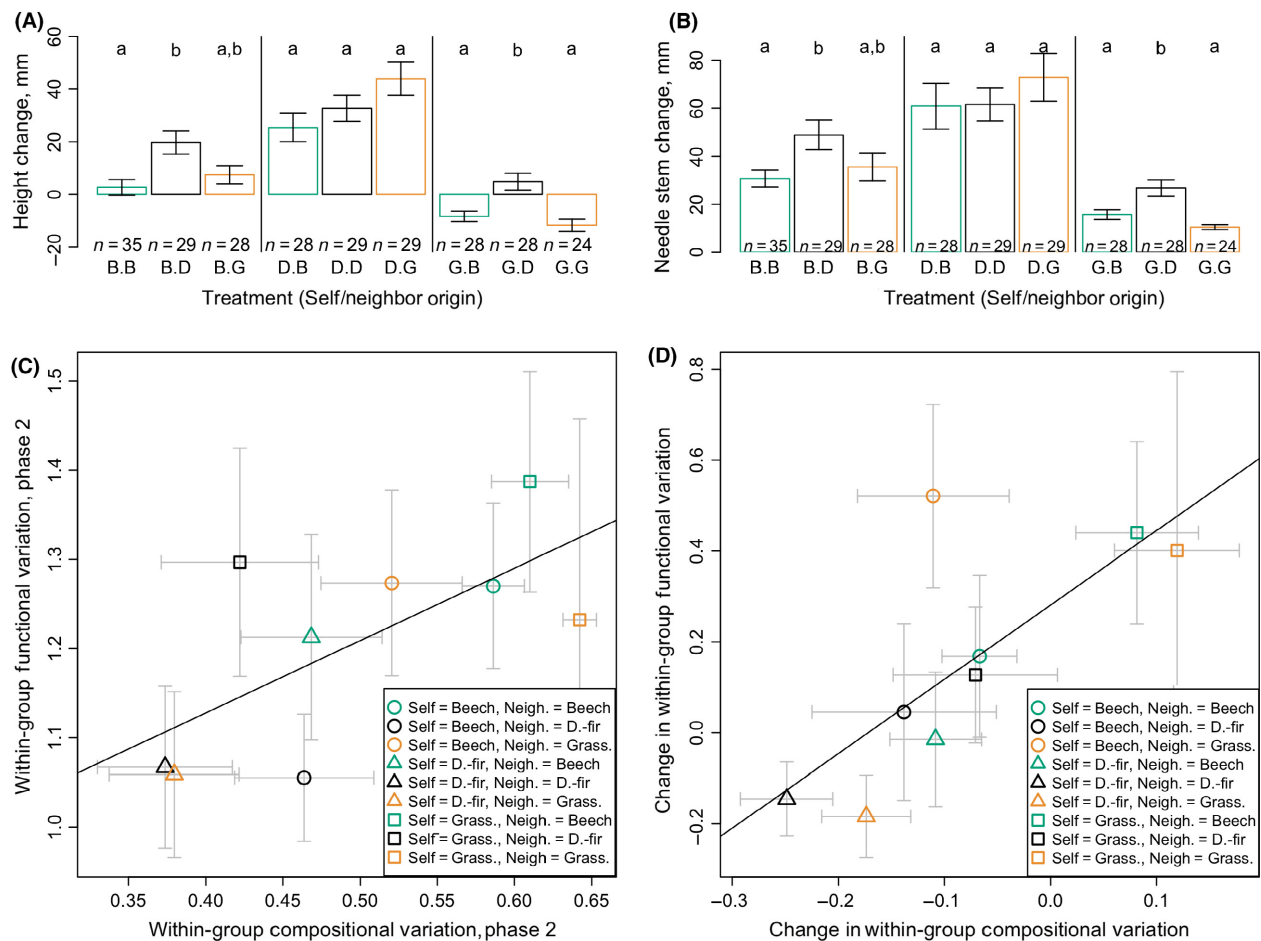 (A)
Height change, mm
60
40
20
0
−20
a b a,b a a a a b a
n = 35 n = 29 n = 28 n = 28 n = 29 n = 29 n = 28 n = 28 n = 24
B.B B.D B.G D.B D.D D.G G.B G.D G.G
Treatment (Self/neighbor origin)
(B)
Needle stem change, mm
80
60
40
20
0
a b a,b a a a a b a
n = 35 n = 29 n = 28 n = 28 n = 29 n = 29 n = 28 n = 28 n = 24
B.B B.D B.G D.B D.D D.G G.B G.D G.G
Treatment (Self/neighbor origin)
(C)
Within-group functional variation, phase 2
1.5
1.4
1.3
1.2
1.1
1.0
Self = Beech, Neigh. = Beech
Self = Beech, Neigh. = D.-fir
Self = Beech, Neigh. = Grass.
Self = D.-fir, Neigh. = Beech
Self = D.-fir, Neigh. = D.-fir
Self = D.-fir, Neigh. = Grass.
Self = Grass., Neigh. = Beech
Self = Grass., Neigh. = D.-fir
Self = Grass., Neigh = Grass.
0.35 0.40 0.45 0.50 0.55 0.60 0.65
Within-group compositional variation, phase 2
(D)
Change in within-group functional variation
0.8
0.6
0.4
0.2
0.0
−0.2
Self = Beech, Neigh. = Beech
Self = Beech, Neigh. = D.-fir
Self = Beech, Neigh. = Grass.
Self = D.-fir, Neigh. = Beech
Self = D.-fir, Neigh. = D.-fir
Self = D.-fir, Neigh. = Grass.
Self = Grass., Neigh. = Beech
Self = Grass., Neigh. = D.-fir
Self = Grass., Neigh = Grass.
−0.3 −0.2 −0.1 0.0 0.1
Change in within-group compositional variation